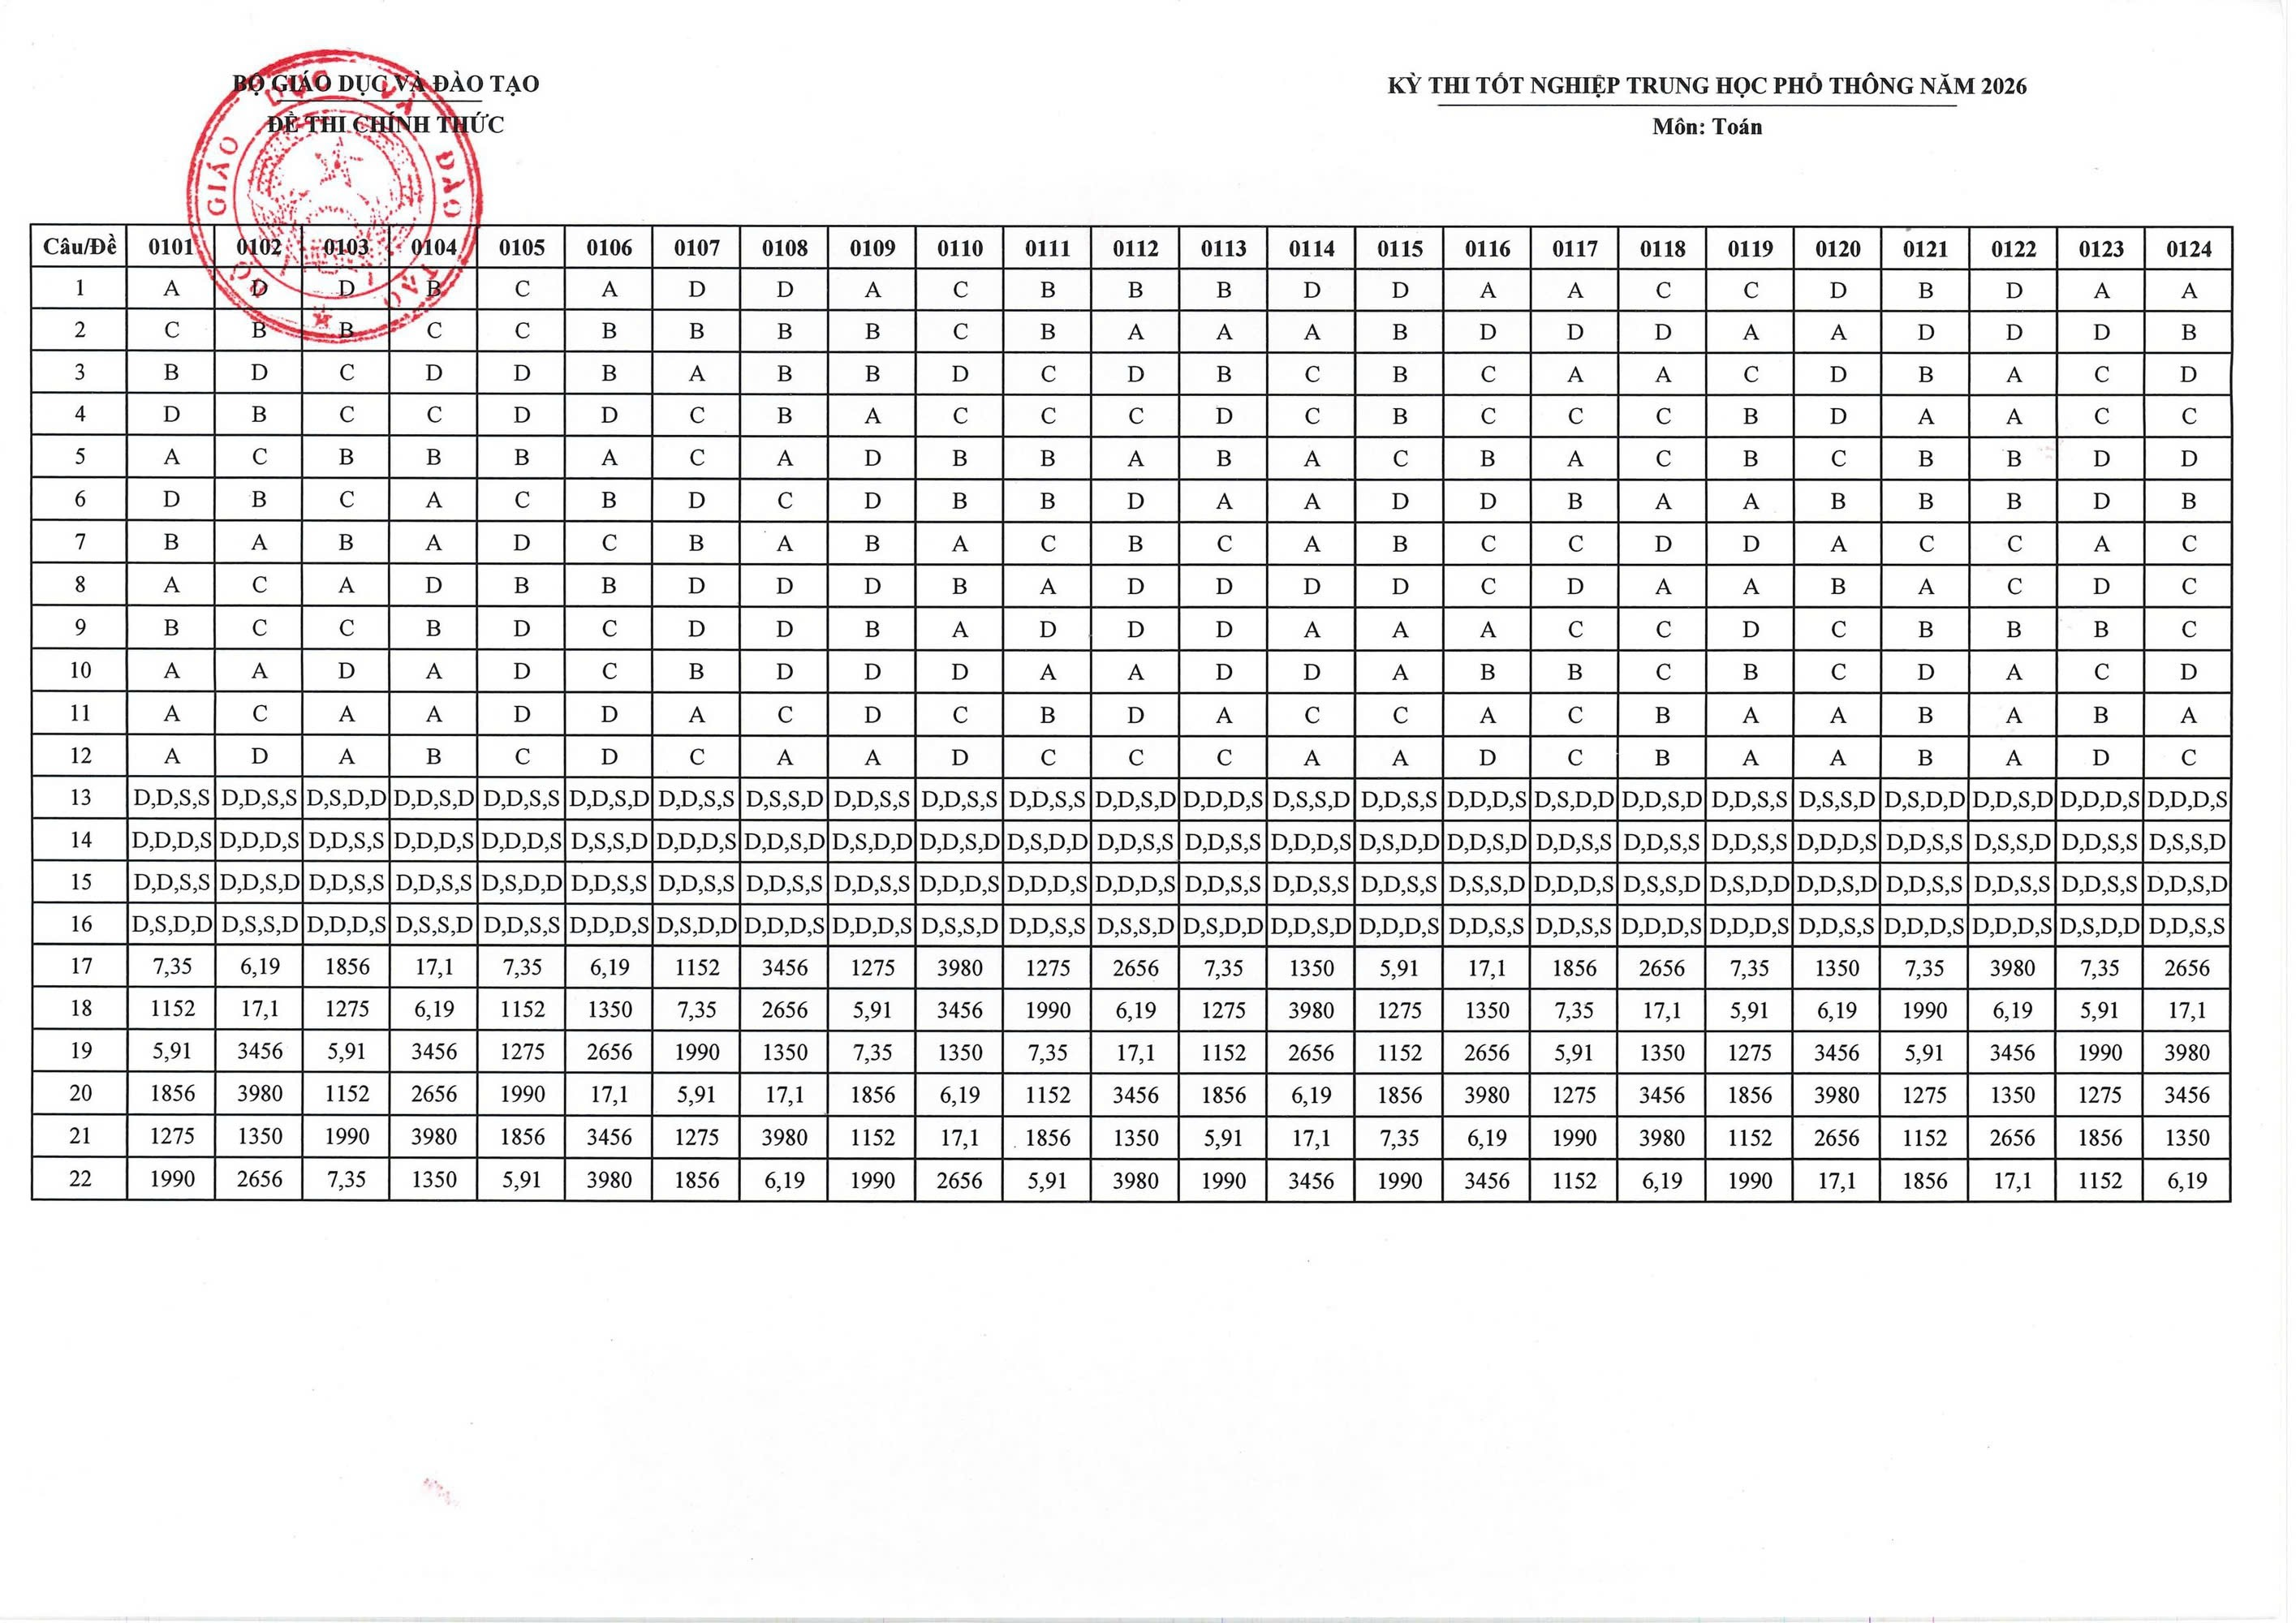 BỘ GIÁO DỤC VÀ ĐÀO TẠO
ĐỀ THI CHÍNH THỨC
KỲ THI TỐT NGHIỆP TRUNG HỌC PHỔ THÔNG NĂM 2026
Môn: Toán
GIÁO DỤC VÀ ĐÀO TẠO
Câu/Đề 0101 0102 0103 0104 0105 0106 0107 0108 0109 0110 0111 0112 0113 0114 0115 0116 0117 0118 0119 0120 0121 0122 0123 0124
1 A D D B C A D D A C B B B D D A A C C D B D A A
2 C B B C C B B B B C B A A A B D D D A A D D D B
3 B D C D D B A B B D C D B C B C A A C D B A C D
4 D B C C D D C B A C C C D C B C C C B D A A C C
5 A C B B B A C A D B B A B A C B A C B C B B D D
6 D B C A C B D C D B B D A A D D B A A B B B D B
7 B A B A D C B A B A C B C A B C C D D A C C A C
8 A C A D B B D D D B A D D D D C D A A B A C D C
9 B C C B D C D D B A D D D A A A C C D C B B B C
10 A A D A D C B D D D A A D D A B B C B C D A C D
11 A C A A D D A C D C B D A C C A C B A A B A B A
12 A D A B C D C A A D C C C A A D C B A A B A D C
13 D,D,S,S D,D,S,S D,S,D,D D,D,S,D D,D,S,S D,D,S,D D,D,S,S D,S,S,D D,D,S,S D,D,S,S D,D,S,S D,D,S,D D,D,D,S D,S,S,D D,D,S,S D,D,D,S D,S,D,D D,D,S,D D,D,S,S D,S,S,D D,S,D,D D,D,S,D D,D,D,S D,D,D,S
14 D,D,D,S D,D,D,S D,D,S,S D,D,D,S D,D,D,S D,S,S,D D,D,D,S D,D,S,D D,S,D,D D,D,S,D D,S,D,D D,D,S,S D,D,S,S D,D,D,S D,S,D,D D,D,S,D D,D,S,S D,D,S,S D,D,S,S D,D,D,S D,D,S,S D,S,S,D D,D,S,S D,S,S,D
15 D,D,S,S D,D,S,D D,D,S,S D,D,S,S D,S,D,D D,D,S,S D,D,S,S D,D,S,S D,D,S,S D,D,D,S D,D,D,S D,D,D,S D,D,S,S D,D,S,S D,D,S,S D,S,S,D D,D,D,S D,S,S,D D,S,D,D D,D,S,D D,D,S,S D,D,S,S D,D,S,S D,D,S,D
16 D,S,D,D D,S,S,D D,D,D,S D,S,S,D D,D,S,S D,D,D,S D,S,D,D D,D,D,S D,D,D,S D,S,S,D D,D,S,S D,S,S,D D,S,D,D D,D,S,D D,D,D,S D,D,S,S D,D,S,S D,D,D,S D,D,D,S D,D,S,S D,D,D,S D,D,D,S D,S,D,D D,D,S,S
17 7,35 6,19 1856 17,1 7,35 6,19 1152 3456 1275 3980 1275 2656 7,35 1350 5,91 17,1 1856 2656 7,35 1350 7,35 3980 7,35 2656
18 1152 17,1 1275 6,19 1152 1350 7,35 2656 5,91 3456 1990 6,19 1275 3980 1275 1350 7,35 17,1 5,91 6,19 1990 6,19 5,91 17,1
19 5,91 3456 5,91 3456 1275 2656 1990 1350 7,35 1350 7,35 17,1 1152 2656 1152 2656 5,91 1350 1275 3456 5,91 3456 1990 3980
20 1856 3980 1152 2656 1990 17,1 5,91 17,1 1856 6,19 1152 3456 1856 6,19 1856 3980 1275 3456 1856 3980 1275 1350 1275 3456
21 1275 1350 1990 3980 1856 3456 1275 3980 1152 17,1 1856 1350 5,91 17,1 7,35 6,19 1990 3980 1152 2656 1152 2656 1856 1350
22 1990 2656 7,35 1350 5,91 3980 1856 6,19 1990 2656 5,91 3980 1990 3456 1990 3456 1152 6,19 1990 17,1 1856 17,1 1152 6,19